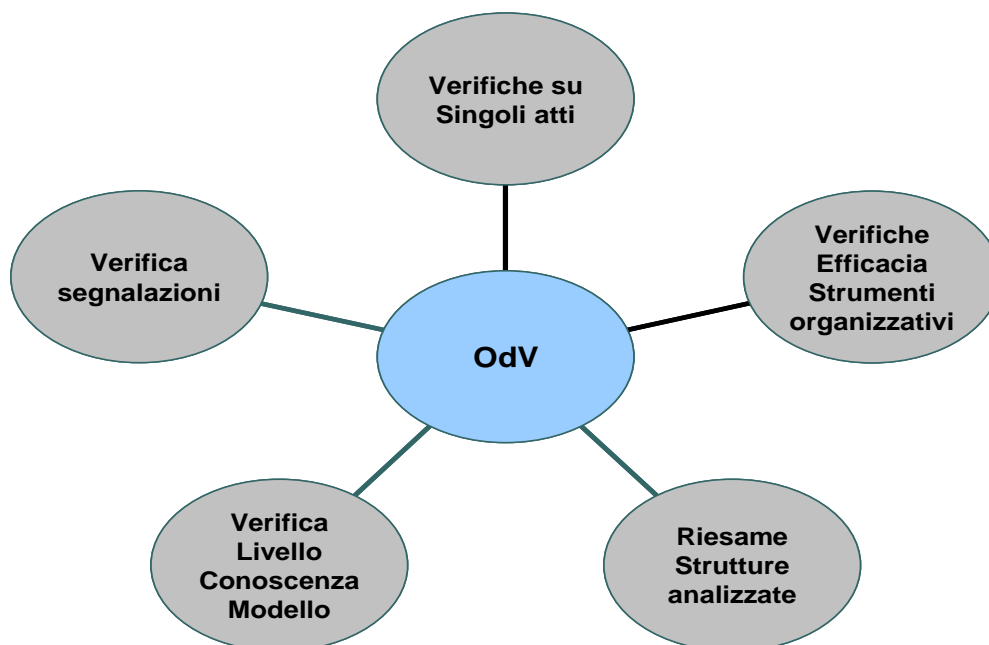 Verifiche su
Singoli atti
Verifica
segnalazioni
Verifiche
Efficacia
Strumenti
organizzativi
OdV
Verifica
Livello
Conoscenza
Modello
Riesame
Strutture
analizzate